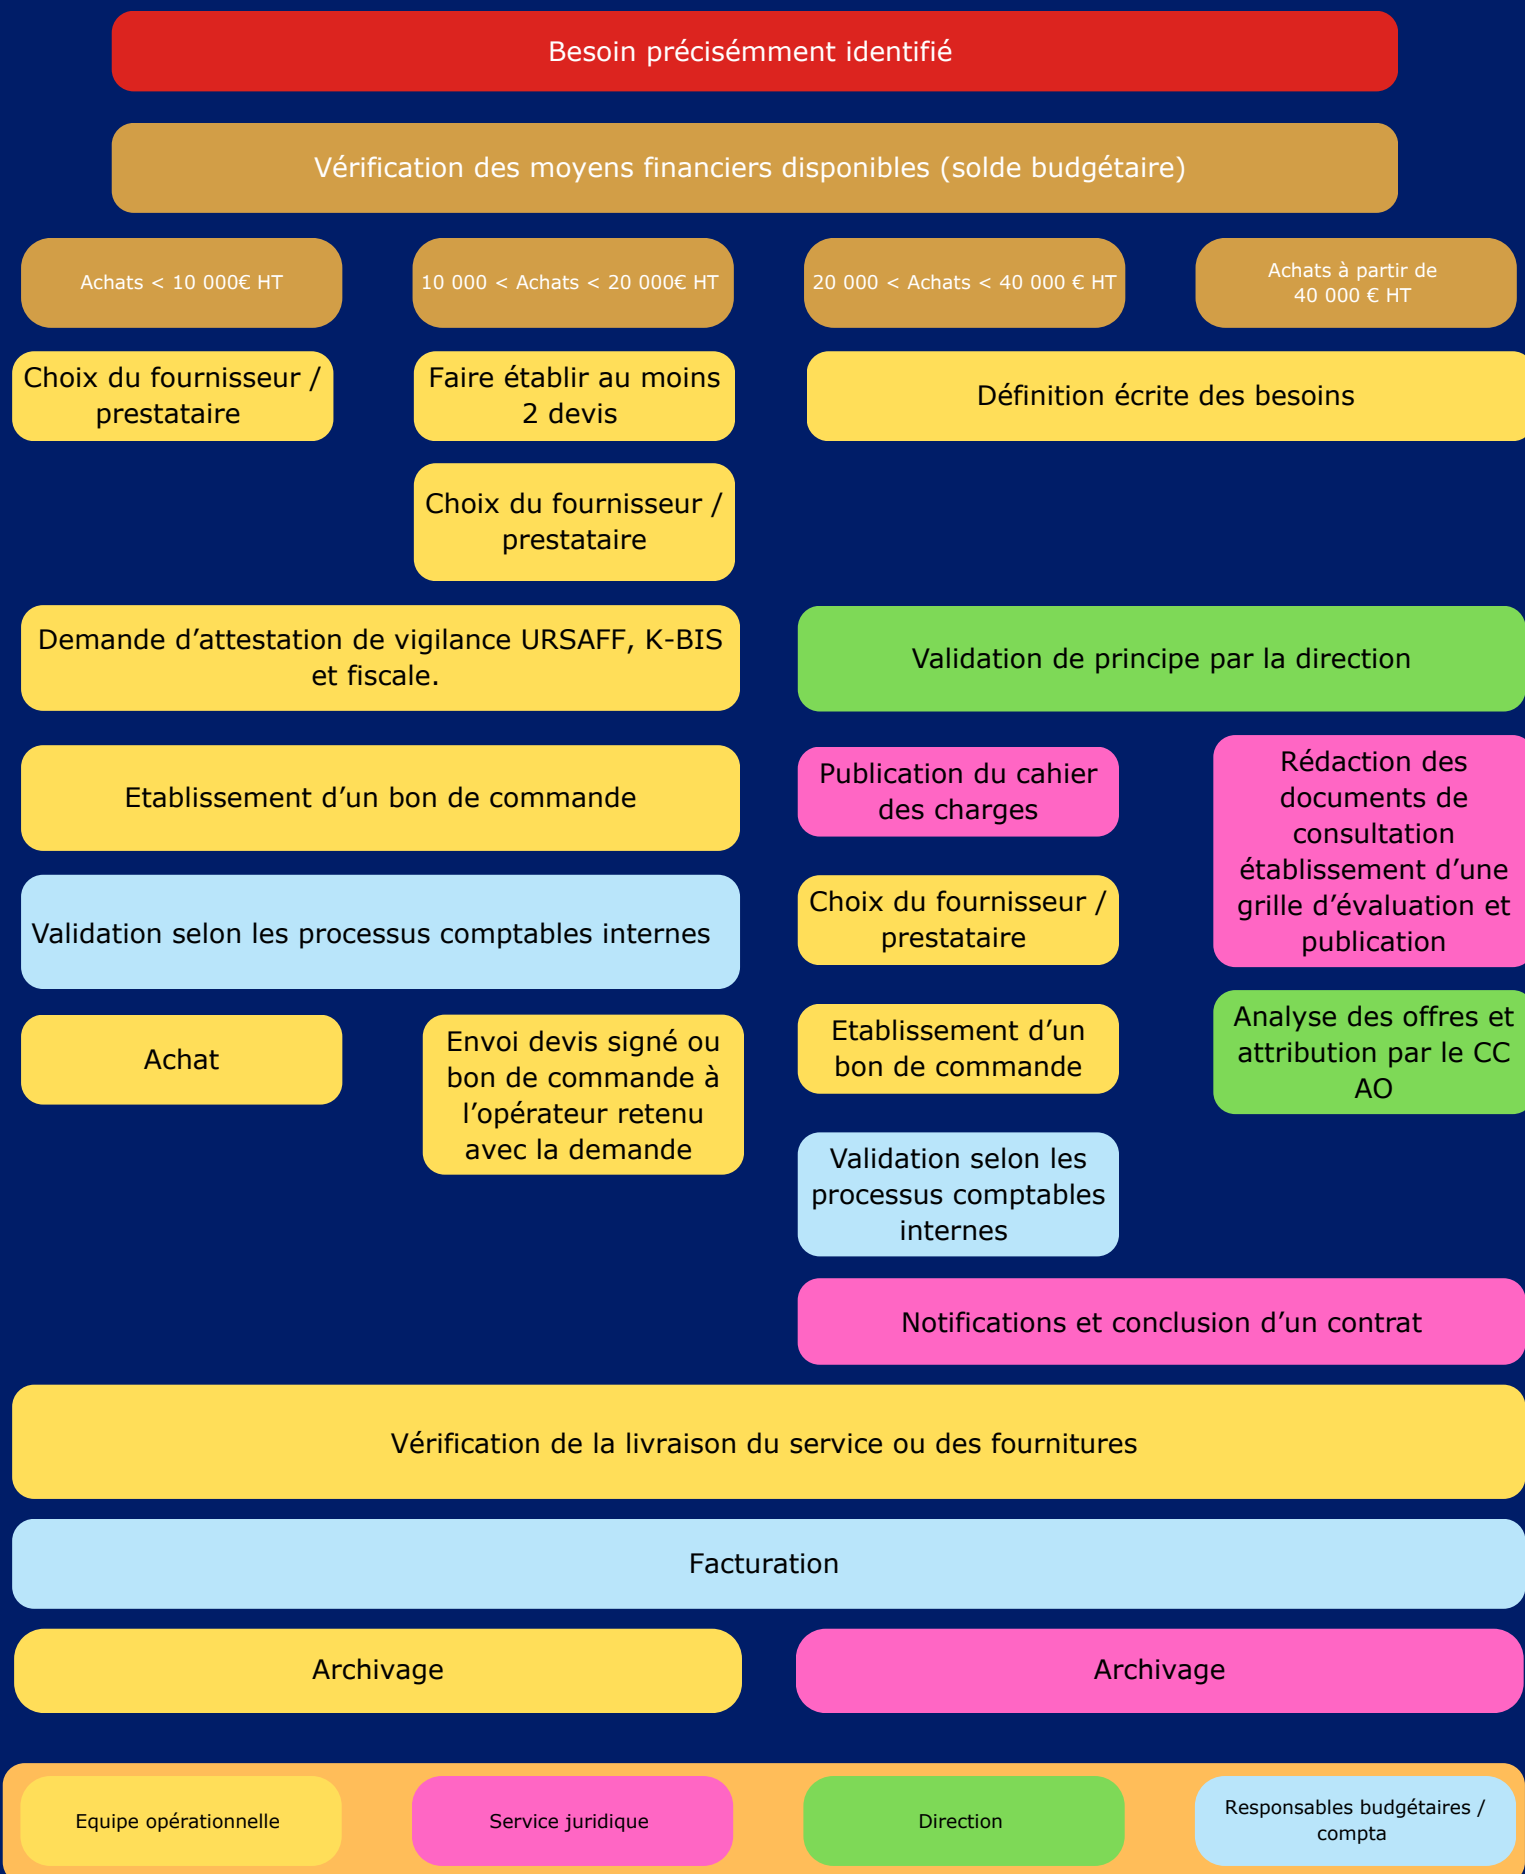 Besoin précisémment identifié
Vérification des moyens financiers disponibles (solde budgétaire)
Achats < 10 000€ HT
10 000 < Achats < 20 000€ HT
20 000 < Achats < 40 000 € HT
Achats à partir de
40 000 € HT
Choix du fournisseur /
prestataire
Faire établir au moins
2 devis
Définition écrite des besoins
Choix du fournisseur /
prestataire
Demande d’attestation de vigilance URSAFF, K-BIS
et fiscale.
Validation de principe par la direction
Etablissement d’un bon de commande
Publication du cahier
des charges
Rédaction des
documents de
consultation
établissement d’une
grille d’évaluation et
publication
Validation selon les processus comptables internes
Choix du fournisseur /
prestataire
Achat
Envoi devis signé ou
bon de commande à
l’opérateur retenu
avec la demande
Etablissement d’un
bon de commande
Analyse des offres et
attribution par le CC
AO
Validation selon les
processus comptables
internes
Notifications et conclusion d’un contrat
Vérification de la livraison du service ou des fournitures
Facturation
Archivage
Archivage
Equipe opérationnelle
Service juridique
Direction
Responsables budgétaires /
compta